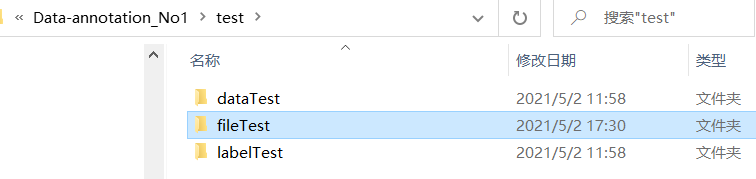 « Data-annotation_No1 › test › 搜索"test"
名称 修改日期 类型
dataTest 2021/5/2 11:58 文件夹
fileTest 2021/5/2 17:30 文件夹
labelTest 2021/5/2 11:58 文件夹